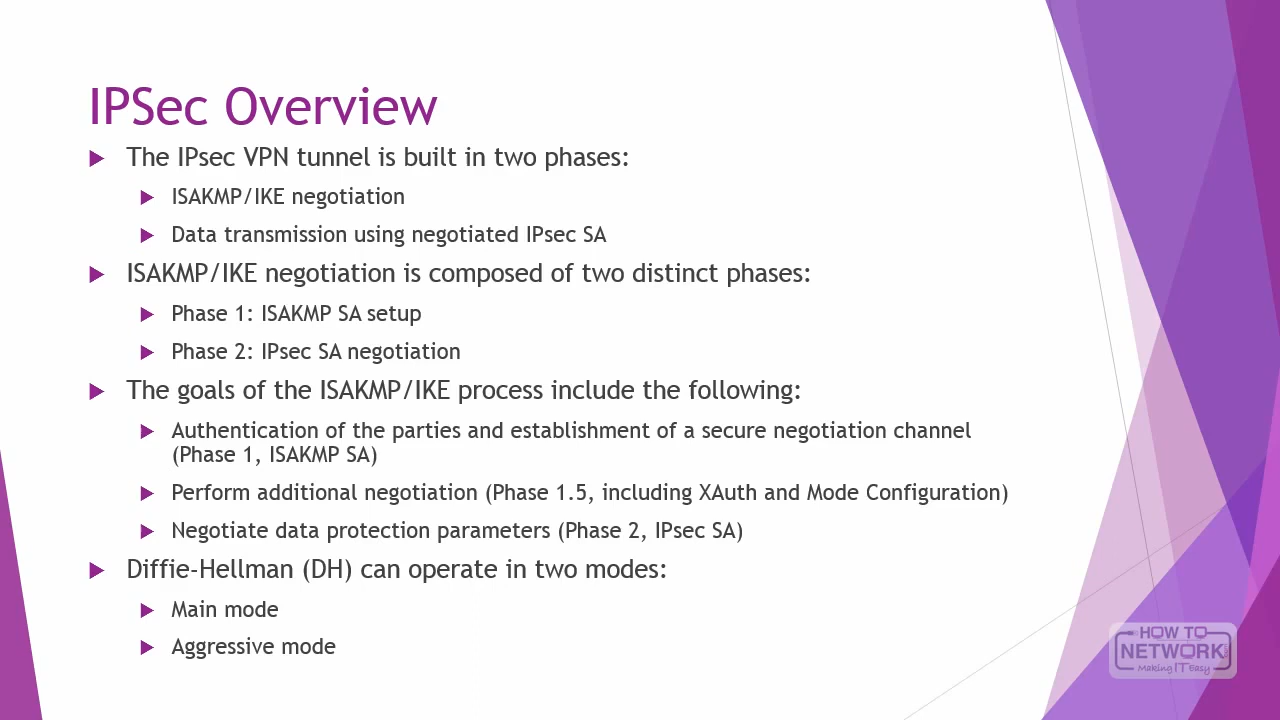 IPSec Overview
The IPsec VPN tunnel is built in two phases:
ISAKMP/IKE negotiation
Data transmission using negotiated IPsec SA
ISAKMP/IKE negotiation is composed of two distinct phases:
Phase 1: ISAKMP SA setup
Phase 2: IPsec SA negotiation
The goals of the ISAKMP/IKE process include the following:
Authentication of the parties and establishment of a secure negotiation channel
(Phase 1, ISAKMP SA)
Perform additional negotiation (Phase 1.5, including XAuth and Mode Configuration)
Negotiate data protection parameters (Phase 2, IPsec SA)
Diffie-Hellman (DH) can operate in two modes:
Main mode
Aggressive mode
HOW TO
NETWORK
Making IT Easy